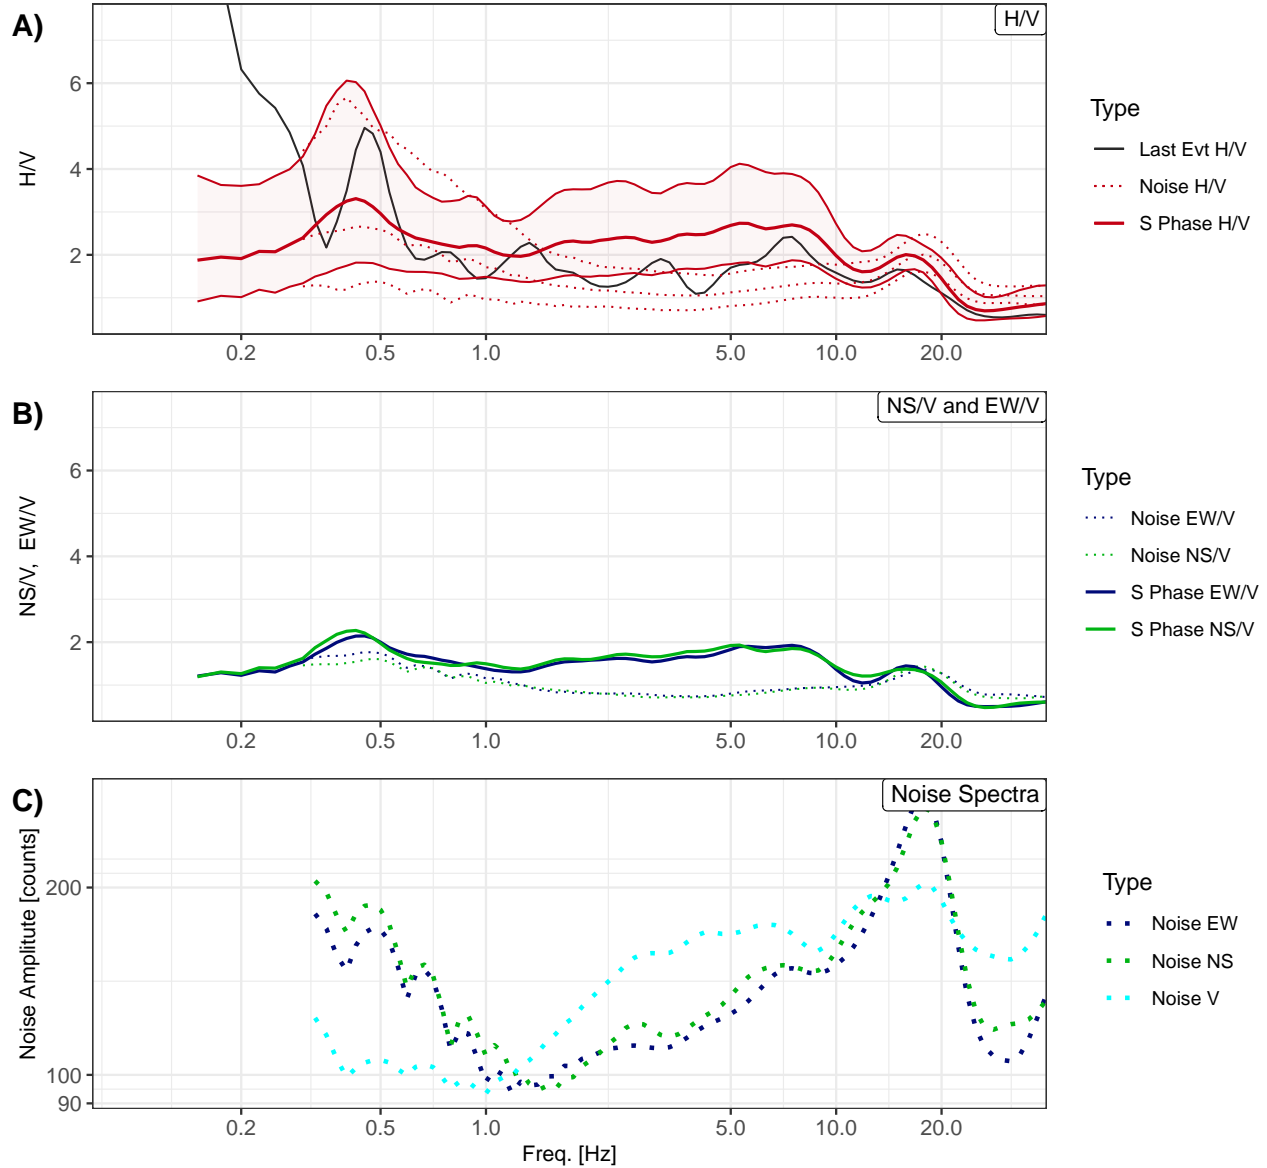 A)
H/V
6
4
2
H/V
0.2 0.5 1.0 5.0 10.0 20.0
Type
Last Evt H/V
Noise H/V
S Phase H/V
B)
NS/V and EW/V
6
4
2
NS/V, EW/V
0.2 0.5 1.0 5.0 10.0 20.0
Type
Noise EW/V
Noise NS/V
S Phase EW/V
S Phase NS/V
C)
Noise Spectra
200
100
90
Noise Amplitute [counts]
0.2 0.5 1.0 5.0 10.0 20.0
Freq. [Hz]
Type
Noise EW
Noise NS
Noise V